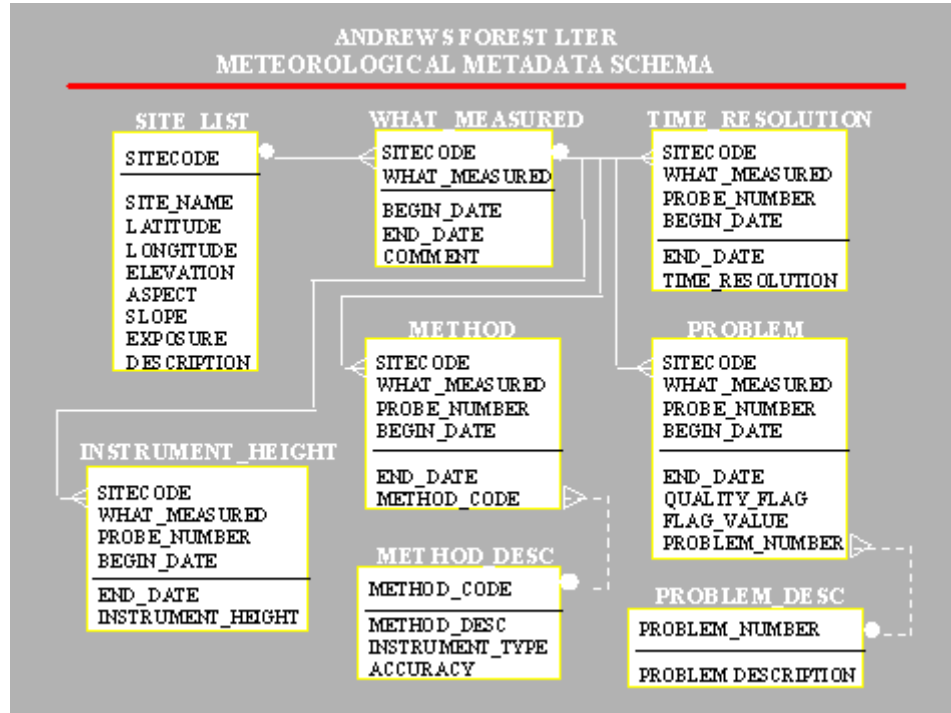 ANDREWS FOREST LTER
METEOROLOGICAL METADATA SCHEMA
SITE_LIST
SITECODE
SITE_NAME
LATITUDE
LONGITUDE
ELEVATION
ASPECT
SLOPE
EXPOSURE
DESCRIPTION
WHAT_MEASURED
SITECODE
WHAT_MEASURED
BEGIN_DATE
END_DATE
COMMENT
TIME_RESOLUTION
SITECODE
WHAT_MEASURED
PROBE_NUMBER
BEGIN_DATE
END_DATE
TIME_RESOLUTION
METHOD
SITECODE
WHAT_MEASURED
PROBE_NUMBER
BEGIN_DATE
END_DATE
METHOD_CODE
PROBLEM
SITECODE
WHAT_MEASURED
PROBE_NUMBER
BEGIN_DATE
END_DATE
QUALITY_FLAG
FLAG_VALUE
PROBLEM_NUMBER
INSTRUMENT_HEIGHT
SITECODE
WHAT_MEASURED
PROBE_NUMBER
BEGIN_DATE
END_DATE
INSTRUMENT_HEIGHT
METHOD_DESC
METHOD_CODE
METHOD_DESC
INSTRUMENT_TYPE
ACCURACY
PROBLEM_DESC
PROBLEM_NUMBER
PROBLEM DESCRIPTION